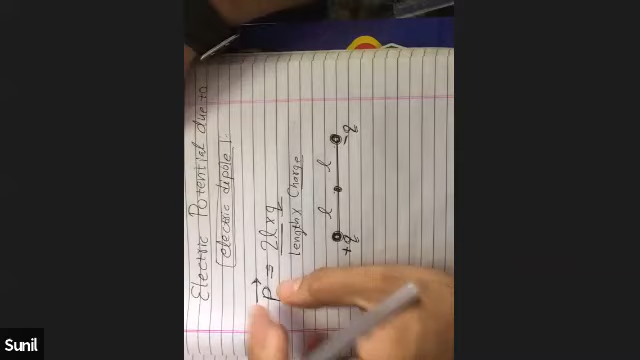 Electric Potential due to
electric dipole :
p → = 2l × q
length × Charge
+q l l -q
Sunil